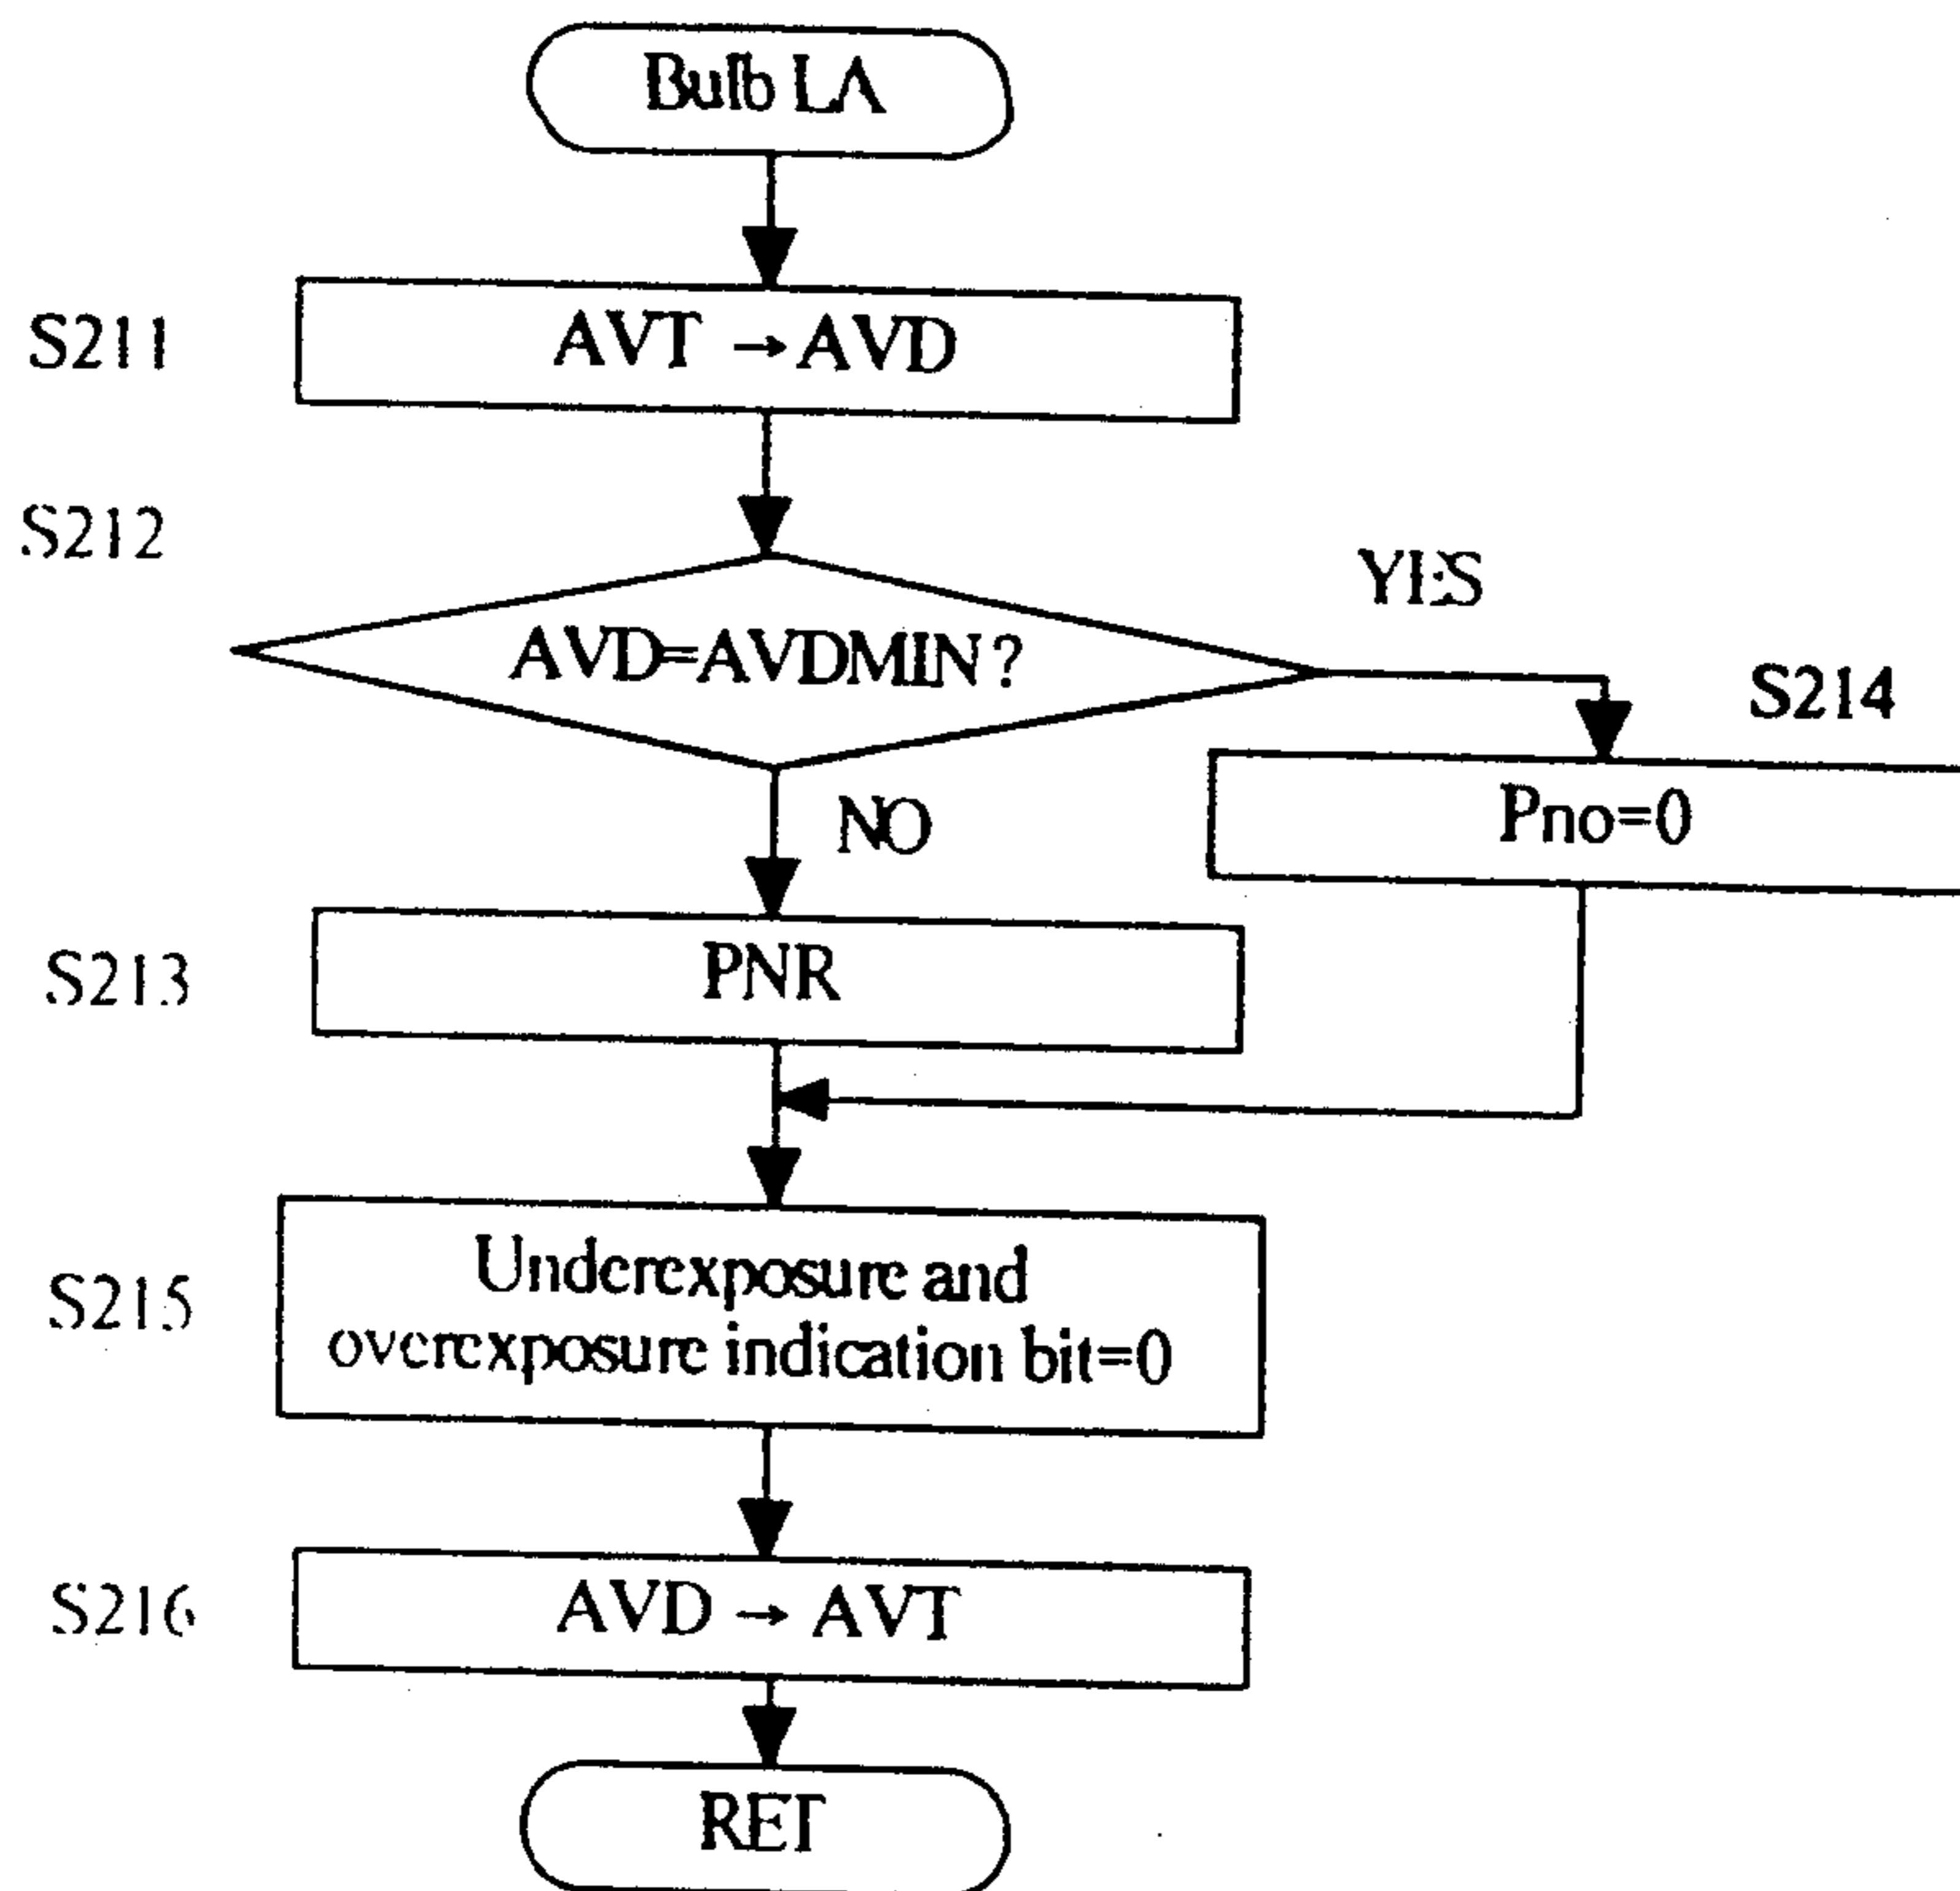 Bulb LA
S211
AVT → AVD
S212
AVD=AVDMIN?
YES
S214
Pno=0
NO
S213
PNR
S215
Underexposure and
overexposure indication bit=0
S216
AVD → AVT
RET